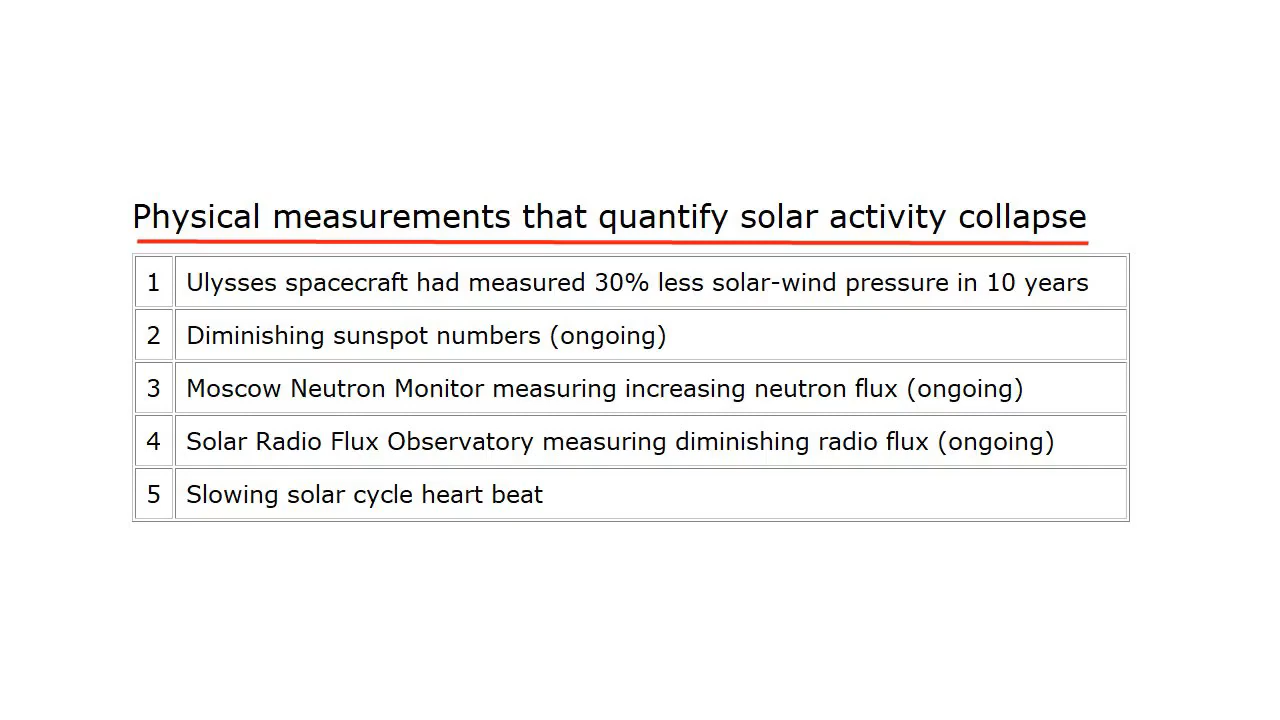 Physical measurements that quantify solar activity collapse
1 Ulysses spacecraft had measured 30% less solar-wind pressure in 10 years
2 Diminishing sunspot numbers (ongoing)
3 Moscow Neutron Monitor measuring increasing neutron flux (ongoing)
4 Solar Radio Flux Observatory measuring diminishing radio flux (ongoing)
5 Slowing solar cycle heart beat